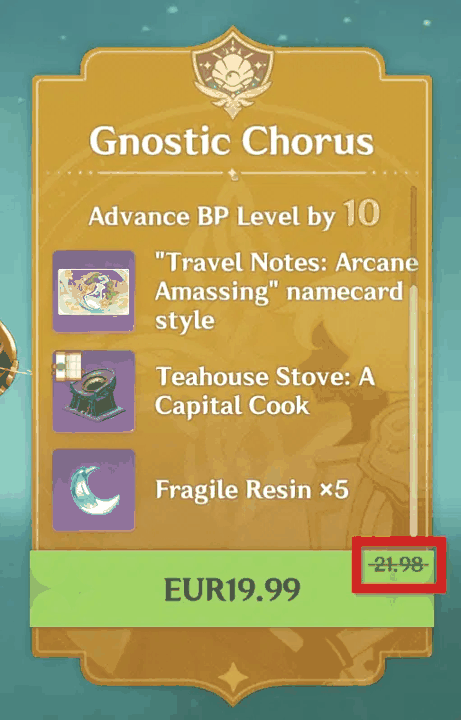 Gnostic Chorus
Advance BP Level by 10
"Travel Notes: Arcane
Amassing" namecard
style
Teahouse Stove: A
Capital Cook
Fragile Resin ×5
21.98
EUR19.99